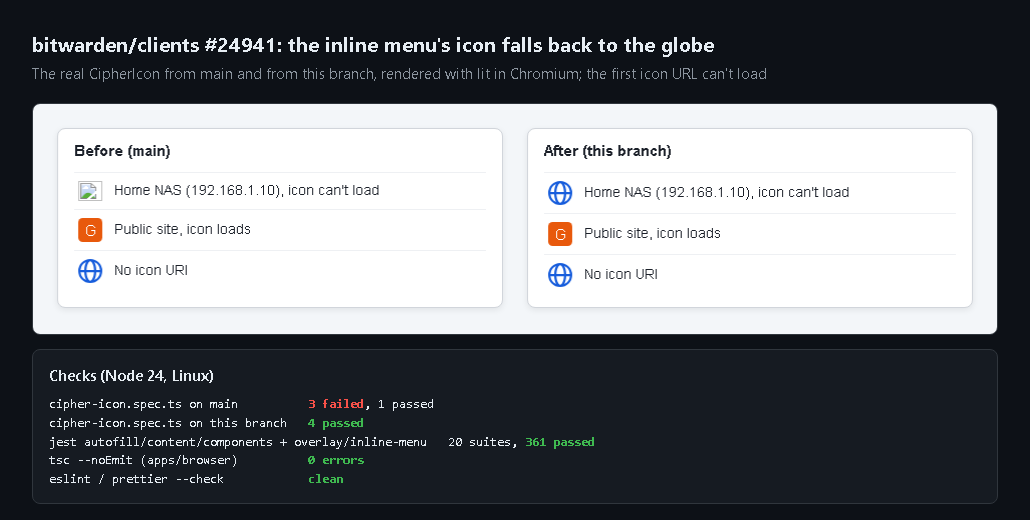 bitwarden/clients #24941: the inline menu's icon falls back to the globe
The real CipherIcon from main and from this branch, rendered with lit in Chromium; the first icon URL can't load
Before (main)
Home NAS (192.168.1.10), icon can't load
G Public site, icon loads
No icon URI
After (this branch)
Home NAS (192.168.1.10), icon can't load
G Public site, icon loads
No icon URI
Checks (Node 24, Linux)
cipher-icon.spec.ts on main 3 failed, 1 passed
cipher-icon.spec.ts on this branch 4 passed
jest autofill/content/components + overlay/inline-menu 20 suites, 361 passed
tsc --noEmit (apps/browser) 0 errors
eslint / prettier --check clean